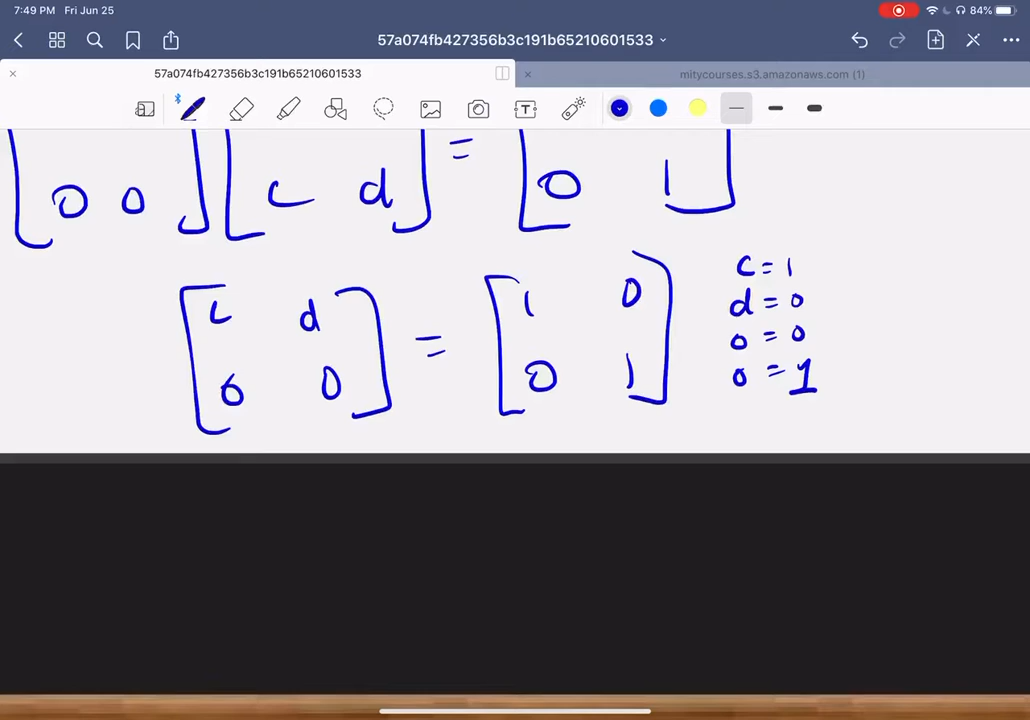 7:49 PM Fri Jun 25 84%
57a074fb427356b3c191b65210601533
57a074fb427356b3c191b65210601533 mitycourses.s3.amazonaws.com (1)
T
0 0 c d = 0 1
c d = 1 0
0 0 0 1
c = 1
d = 0
0 = 0
0 = 1